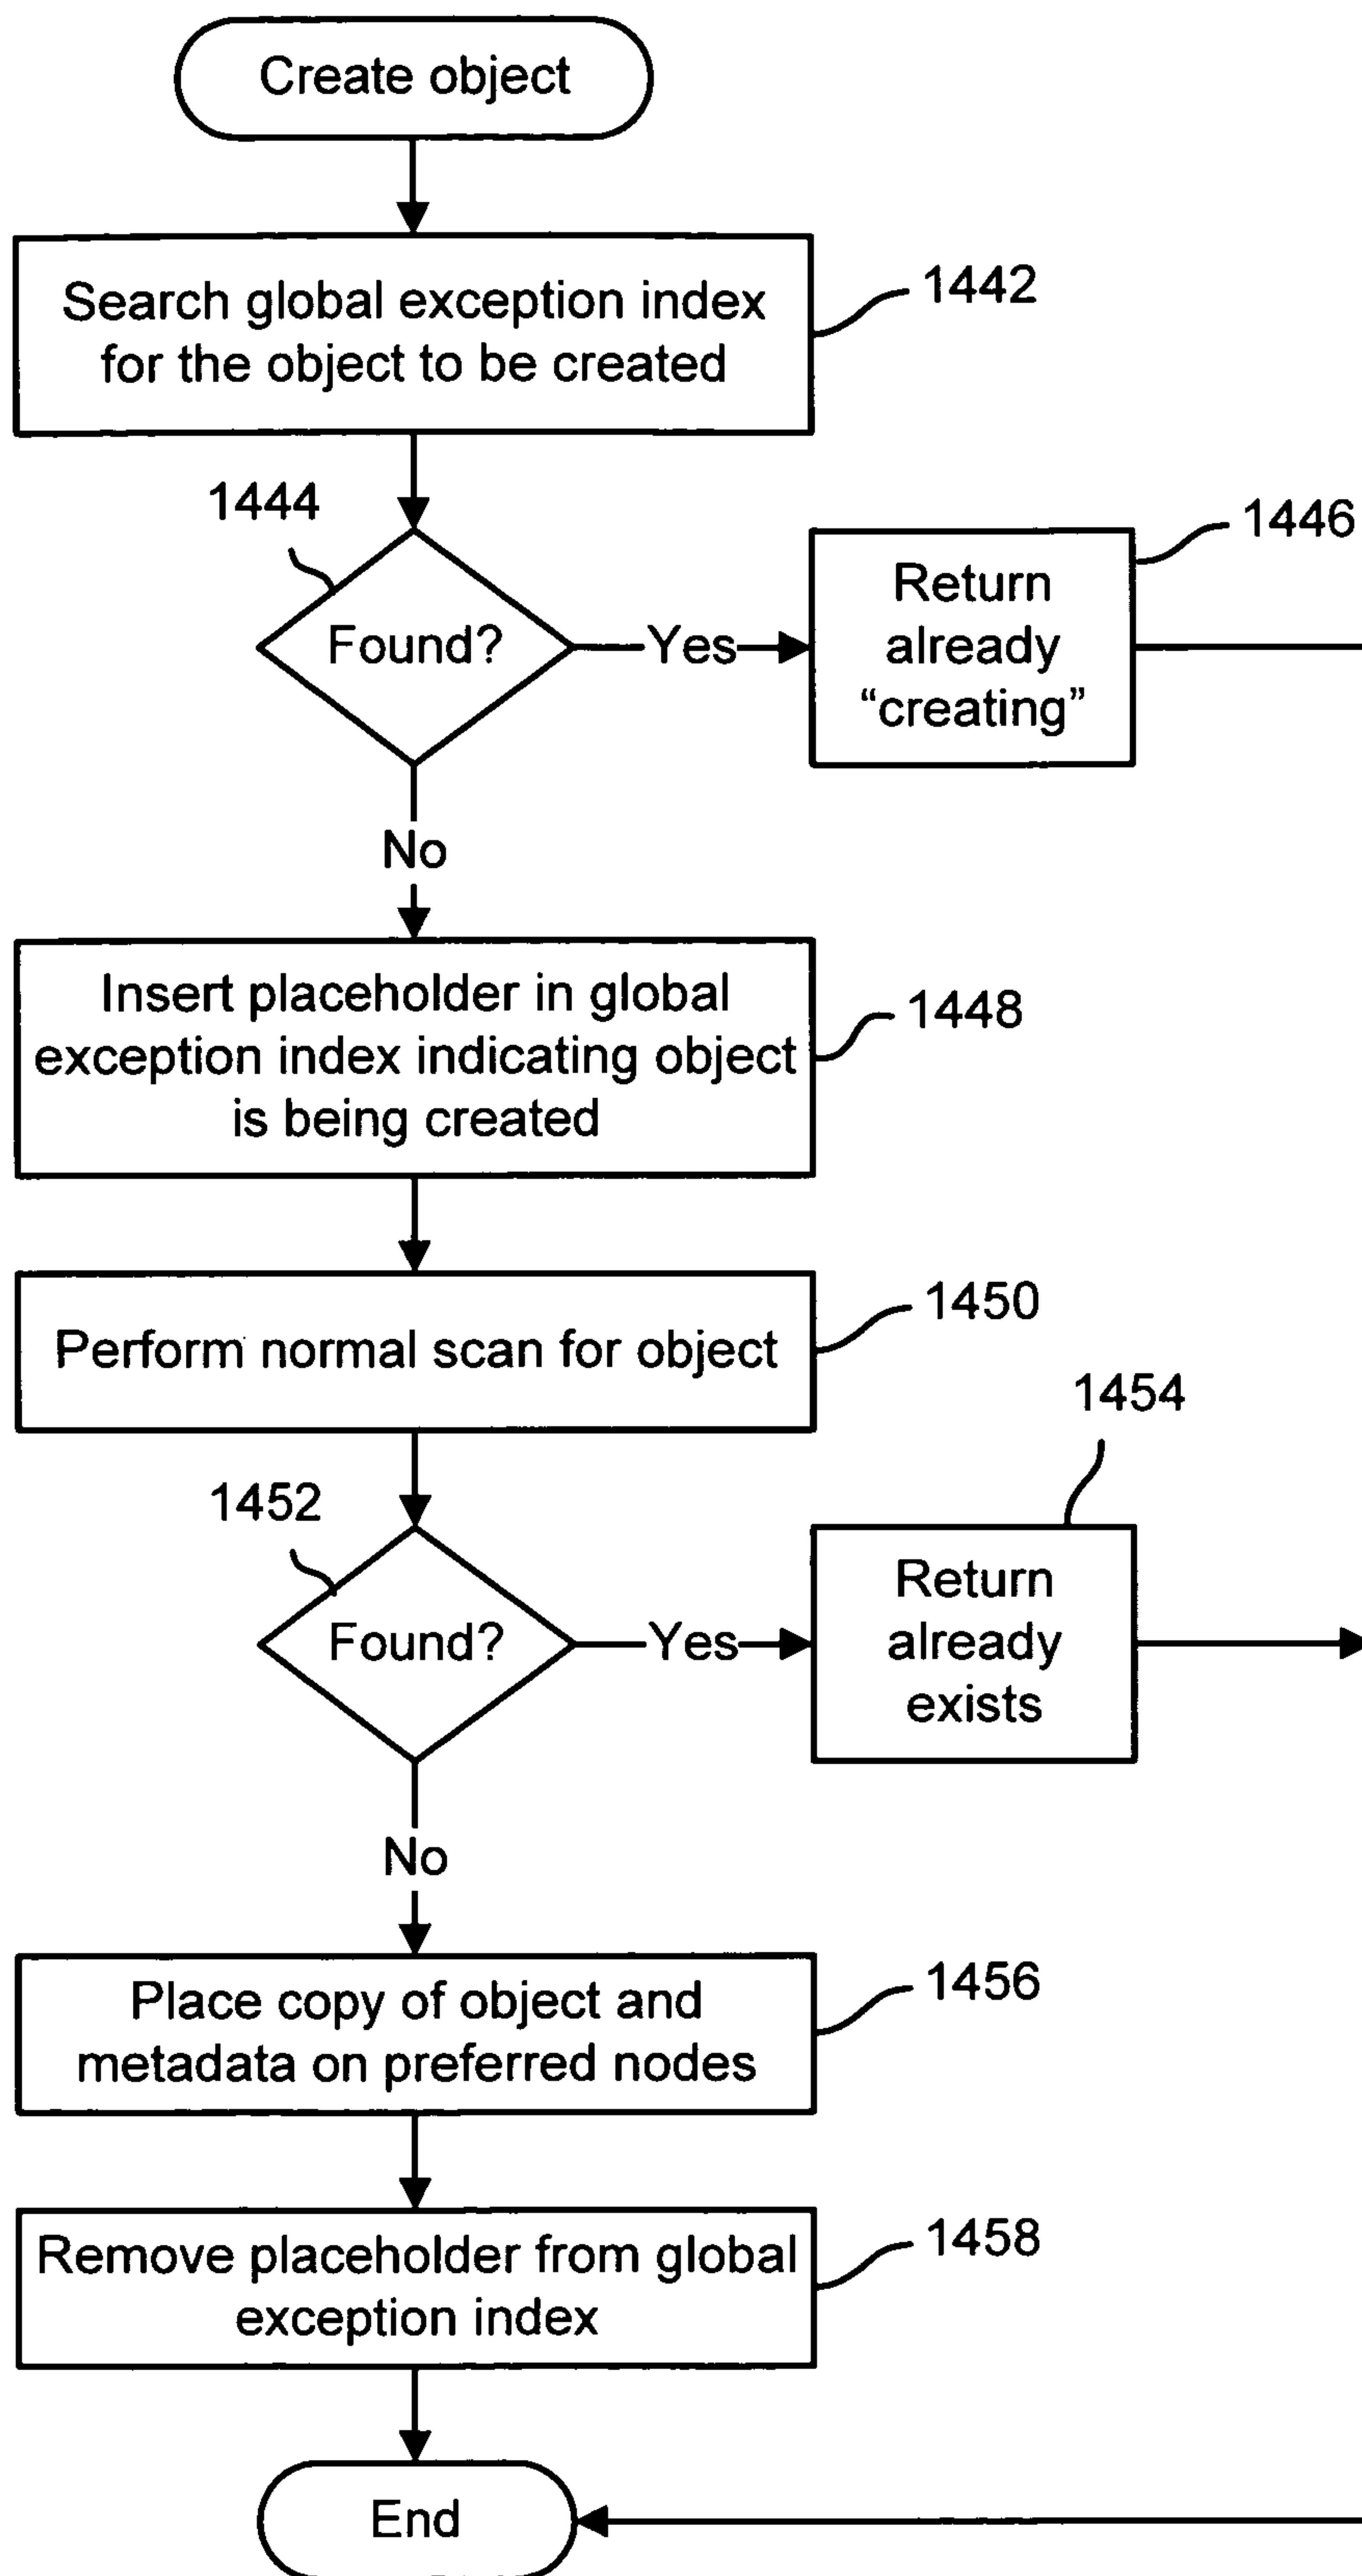 Create object
Search global exception index
for the object to be created
1442
1444
Found?
Yes
Return
already
“creating”
1446
No
Insert placeholder in global
exception index indicating object
is being created
1448
Perform normal scan for object
1450
1452
Found?
Yes
Return
already
exists
1454
No
Place copy of object and
metadata on preferred nodes
1456
Remove placeholder from global
exception index
1458
End